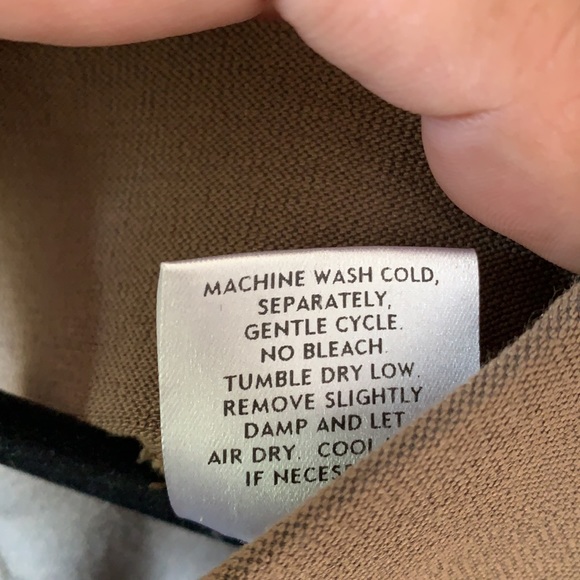 MACHINE WASH COLD,
SEPARATELY,
GENTLE CYCLE.
NO BLEACH.
TUMBLE DRY LOW.
REMOVE SLIGHTLY
DAMP AND LET
AIR DRY. COOL
IF